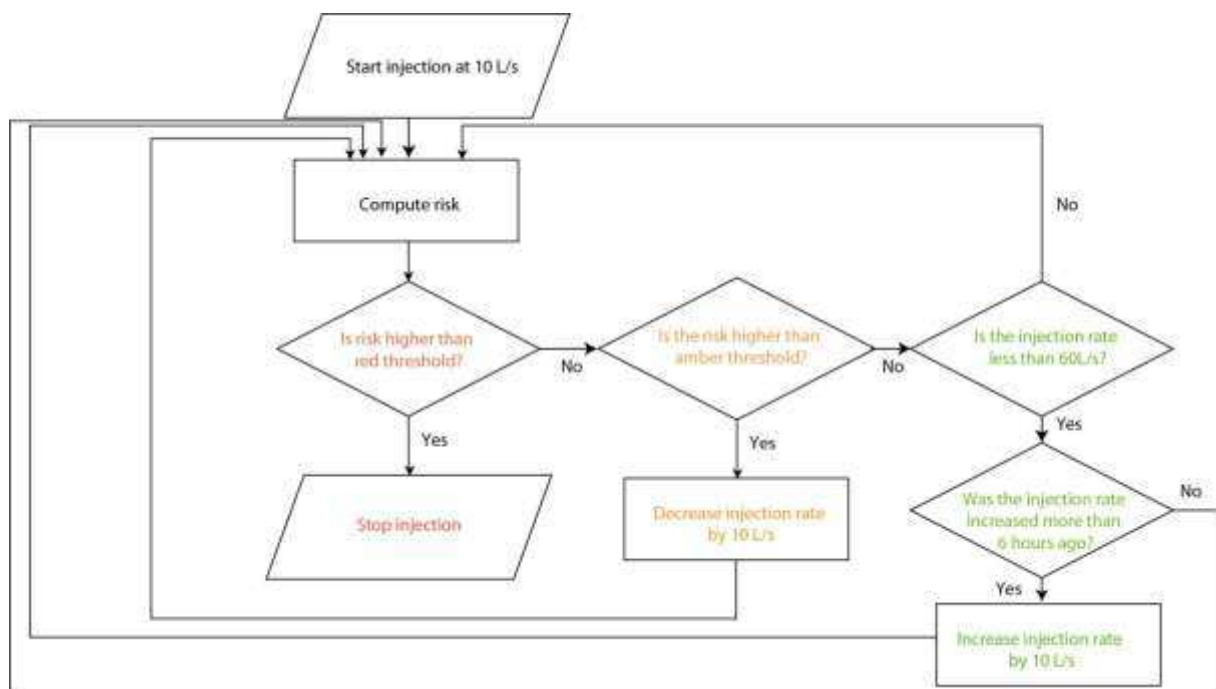 Start injection at 10 L/s
Compute risk
No
Is risk higher than
red threshold?
No
Is the risk higher than
amber threshold?
No
Is the injection rate
less than 60L/s?
Yes
Yes
Yes
Stop injection
Decrease injection rate
by 10 L/s
Was the injection rate
increased more than
6 hours ago?
No
Yes
Increase injection rate
by 10 L/s